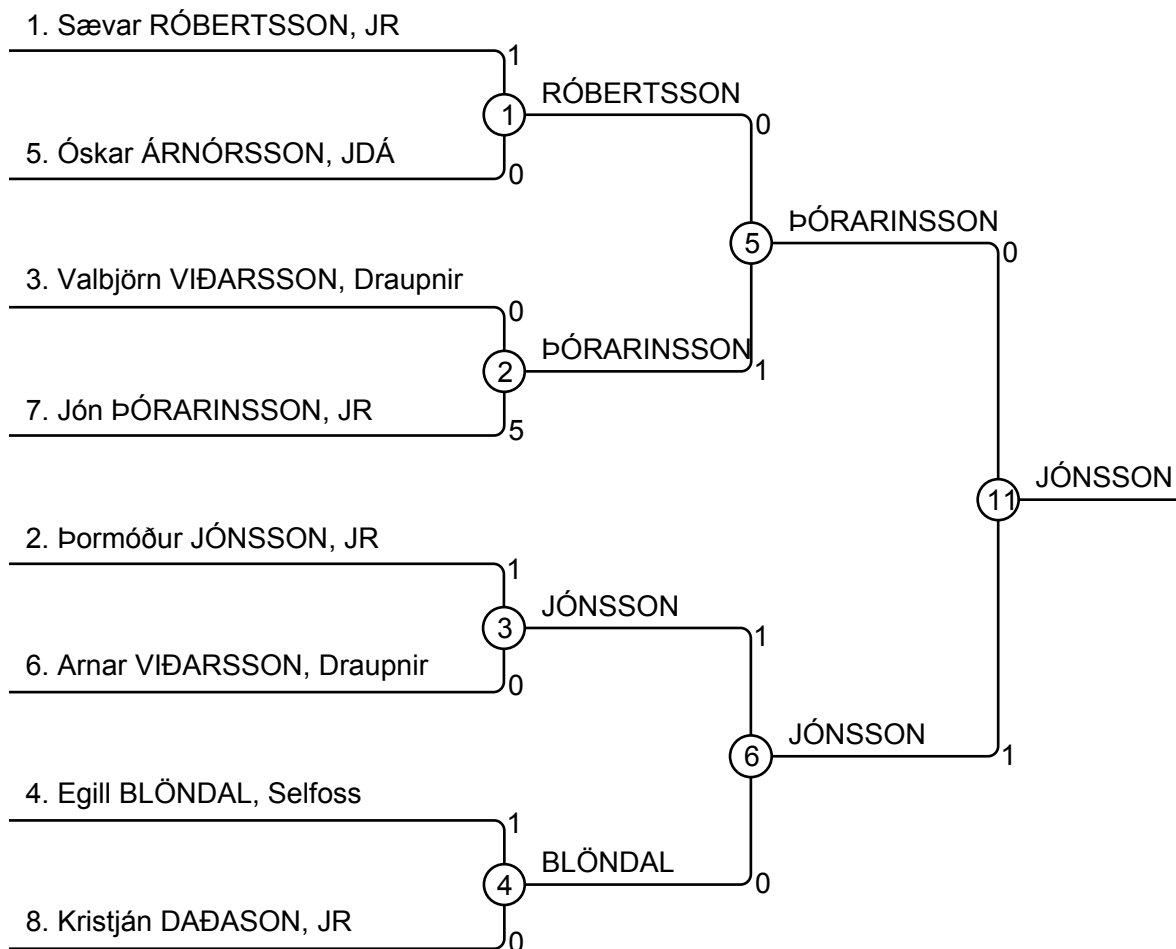 1. Sævar RÓBERTSSON, JR
1
1
RÓBERTSSON
0
5. Óskar ÁRNÓRSSON, JDÁ
0
5
ÞÓRARINSSON
0
3. Valbjörn VIÐARSSON, Draupnir
0
2
ÞÓRARINSSON
1
7. Jón ÞÓRARINSSON, JR
5
11
JÓNSSON
2. Þormóður JÓNSSON, JR
1
3
JÓNSSON
1
6. Arnar VIÐARSSON, Draupnir
0
6
JÓNSSON
1
4. Egill BLÖNDAL, Selfoss
1
4
BLÖNDAL
0
8. Kristján DAÐASON, JR
0